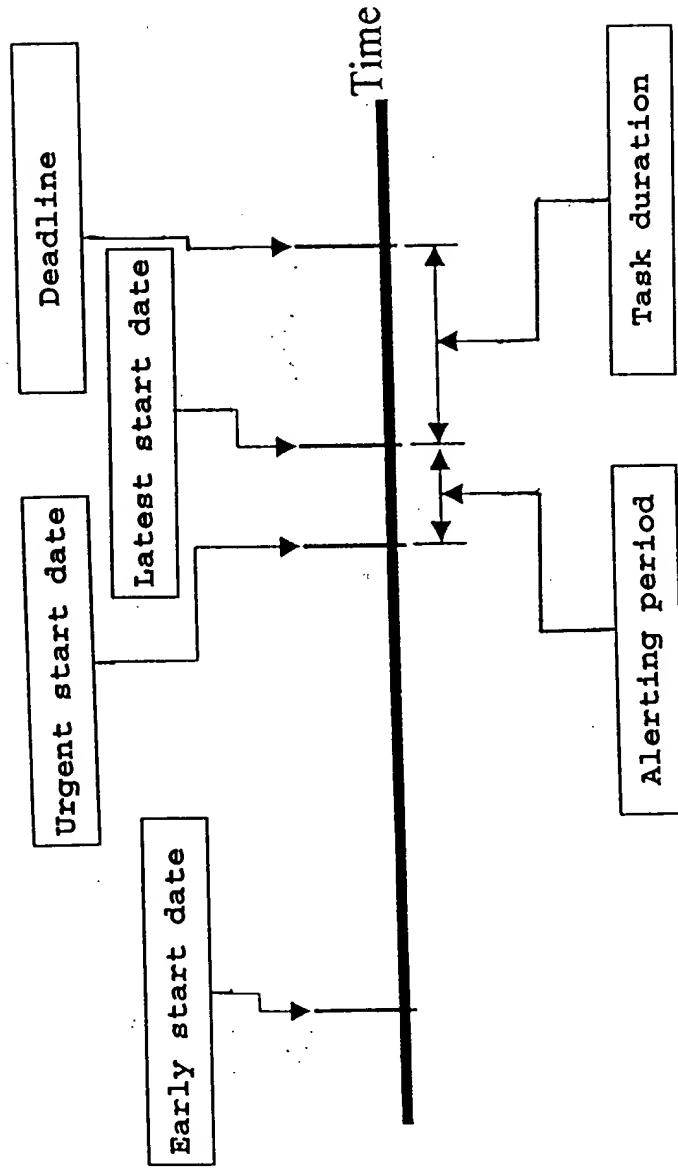 Deadline
Urgent start date
Latest start date
Early start date
Time
Alerting period
Task duration